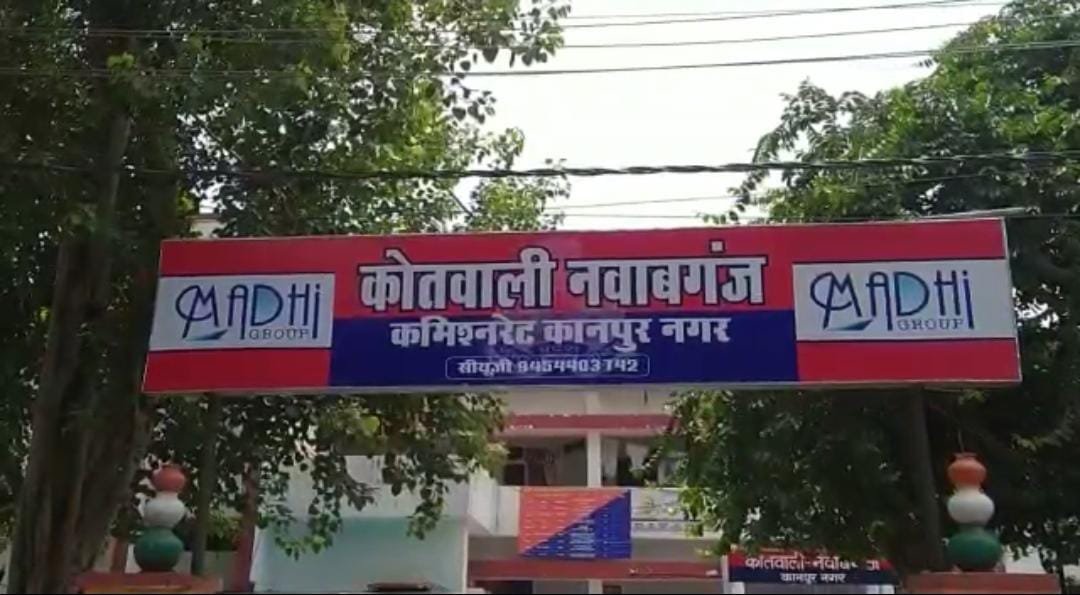 कोतवाली नवाबगंज
MADHi GROUP
MADHi GROUP
कमिश्नरेट कानपुर नगर
सीयूजी 9454403742
कोतवाली-नवाबगंज
कानपुर नगर